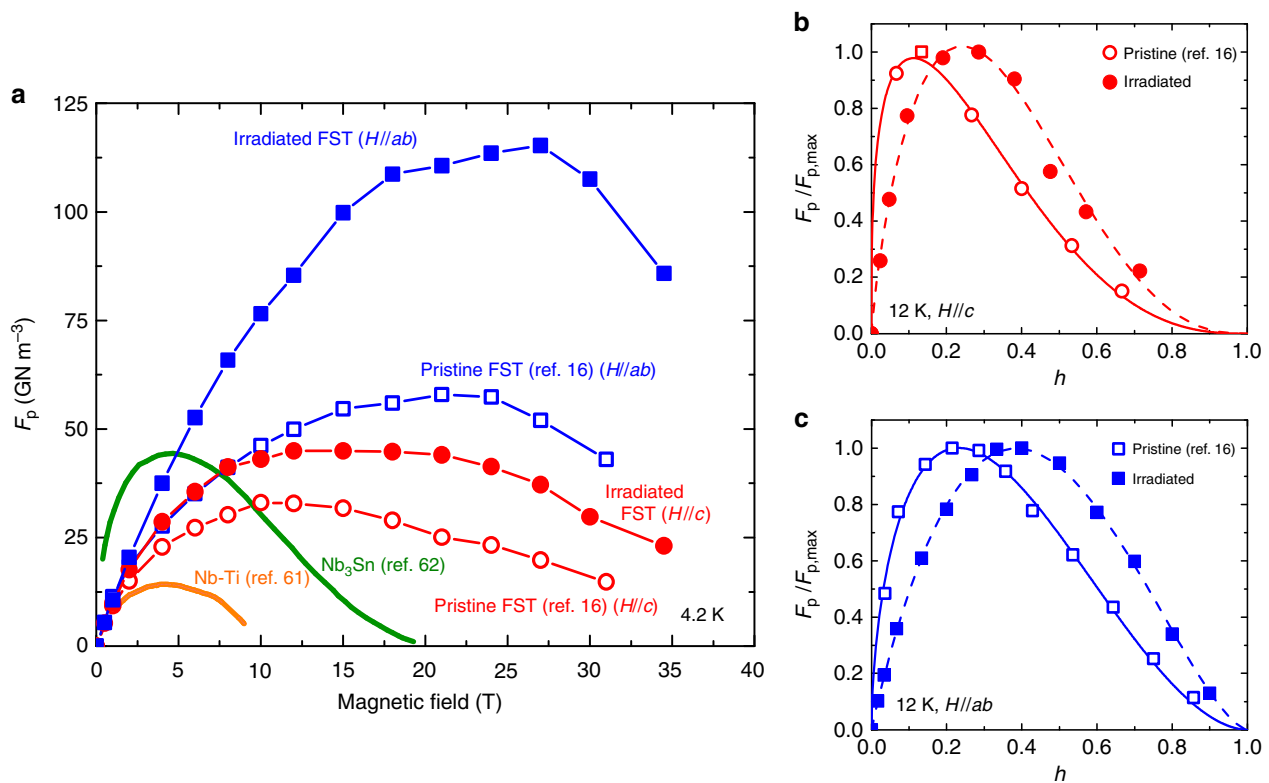 a
125
100
75
50
25
0
F_p (GN m⁻³)
0 5 10 15 20 25 30 35 40
Magnetic field (T)
Irradiated FST (H//ab)
Pristine FST (ref. 16) (H//ab)
Irradiated
FST (H//c)
Nb₃Sn (ref. 62)
Nb-Ti (ref. 61)
Pristine FST (ref. 16) (H//c)
4.2 K
b
1.0
0.8
0.6
0.4
0.2
0.0
F_p/F_p,max
Pristine (ref. 16)
Irradiated
12 K, H//c
0.0 0.2 0.4 0.6 0.8 1.0
h
c
1.0
0.8
0.6
0.4
0.2
0.0
F_p/F_p,max
Pristine (ref. 16)
Irradiated
12 K, H//ab
0.0 0.2 0.4 0.6 0.8 1.0
h